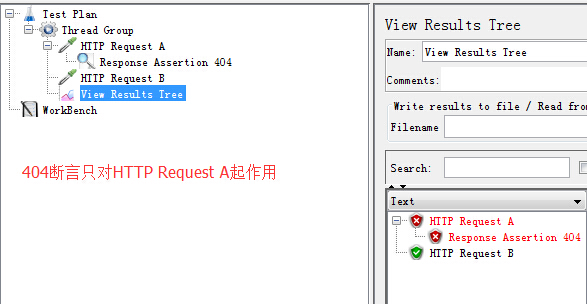 Test Plan
Thread Group
HTTP Request A
Response Assertion 404
HTTP Request B
View Results Tree
WorkBench
404断言只对HTTP Request A起作用
View Results Tree
Name: View Results Tree
Comments:
Write results to file / Read from
Filename
Search:
Text
HTTP Request A
Response Assertion 404
HTTP Request B